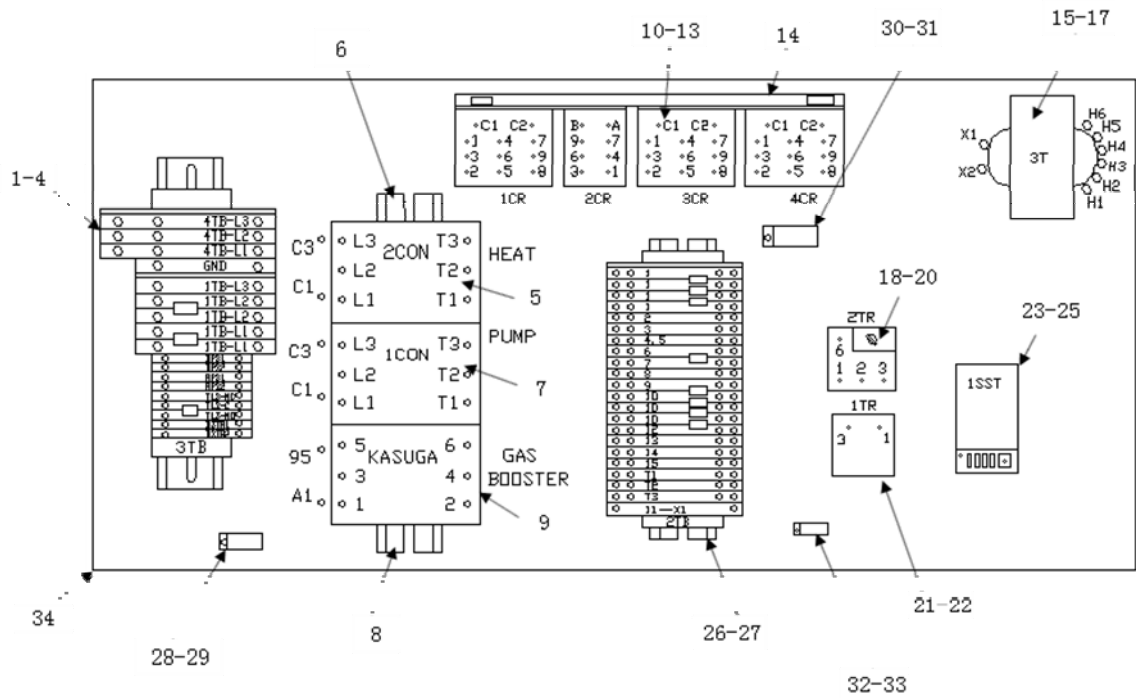 15-17
30-31
10-13
14
6
H6
H5
H4
H3
H2
H1
X1
X2
3T
C1 C2
B A
C1 C2
C1 C2
1 4 7
9 7
1 4 7
1 4 7
3 6 9
6 4
3 6 9
3 6 9
2 5 8
3 1
2 5 8
2 5 8
1CR
2CR
3CR
4CR
1-4
4TB-L3
4TB-L2
4TB-L1
GND
1TB-L3
1TB-L2
1TB-L2
1TB-L1
1TB-L1
3TB
C3
C1
L3 2CON T3
L2 T2
L1 T1
HEAT
PUMP
5
C3
C1
L3 1CON T3
L2 T2
L1 T1
7
95
A1
5 KASUGA 6
3 4
1 2
GAS
BOOSTER
9
1
1
1
1
2
3
4.5
6
7
8
9
10
10
10
10
12
13
14
15
T1
T2
T3
11--X1
2TB
18-20
2TR
6
1 2 3
1TR
3 1
23-25
1SST
34
28-29
8
26-27
21-22
32-33